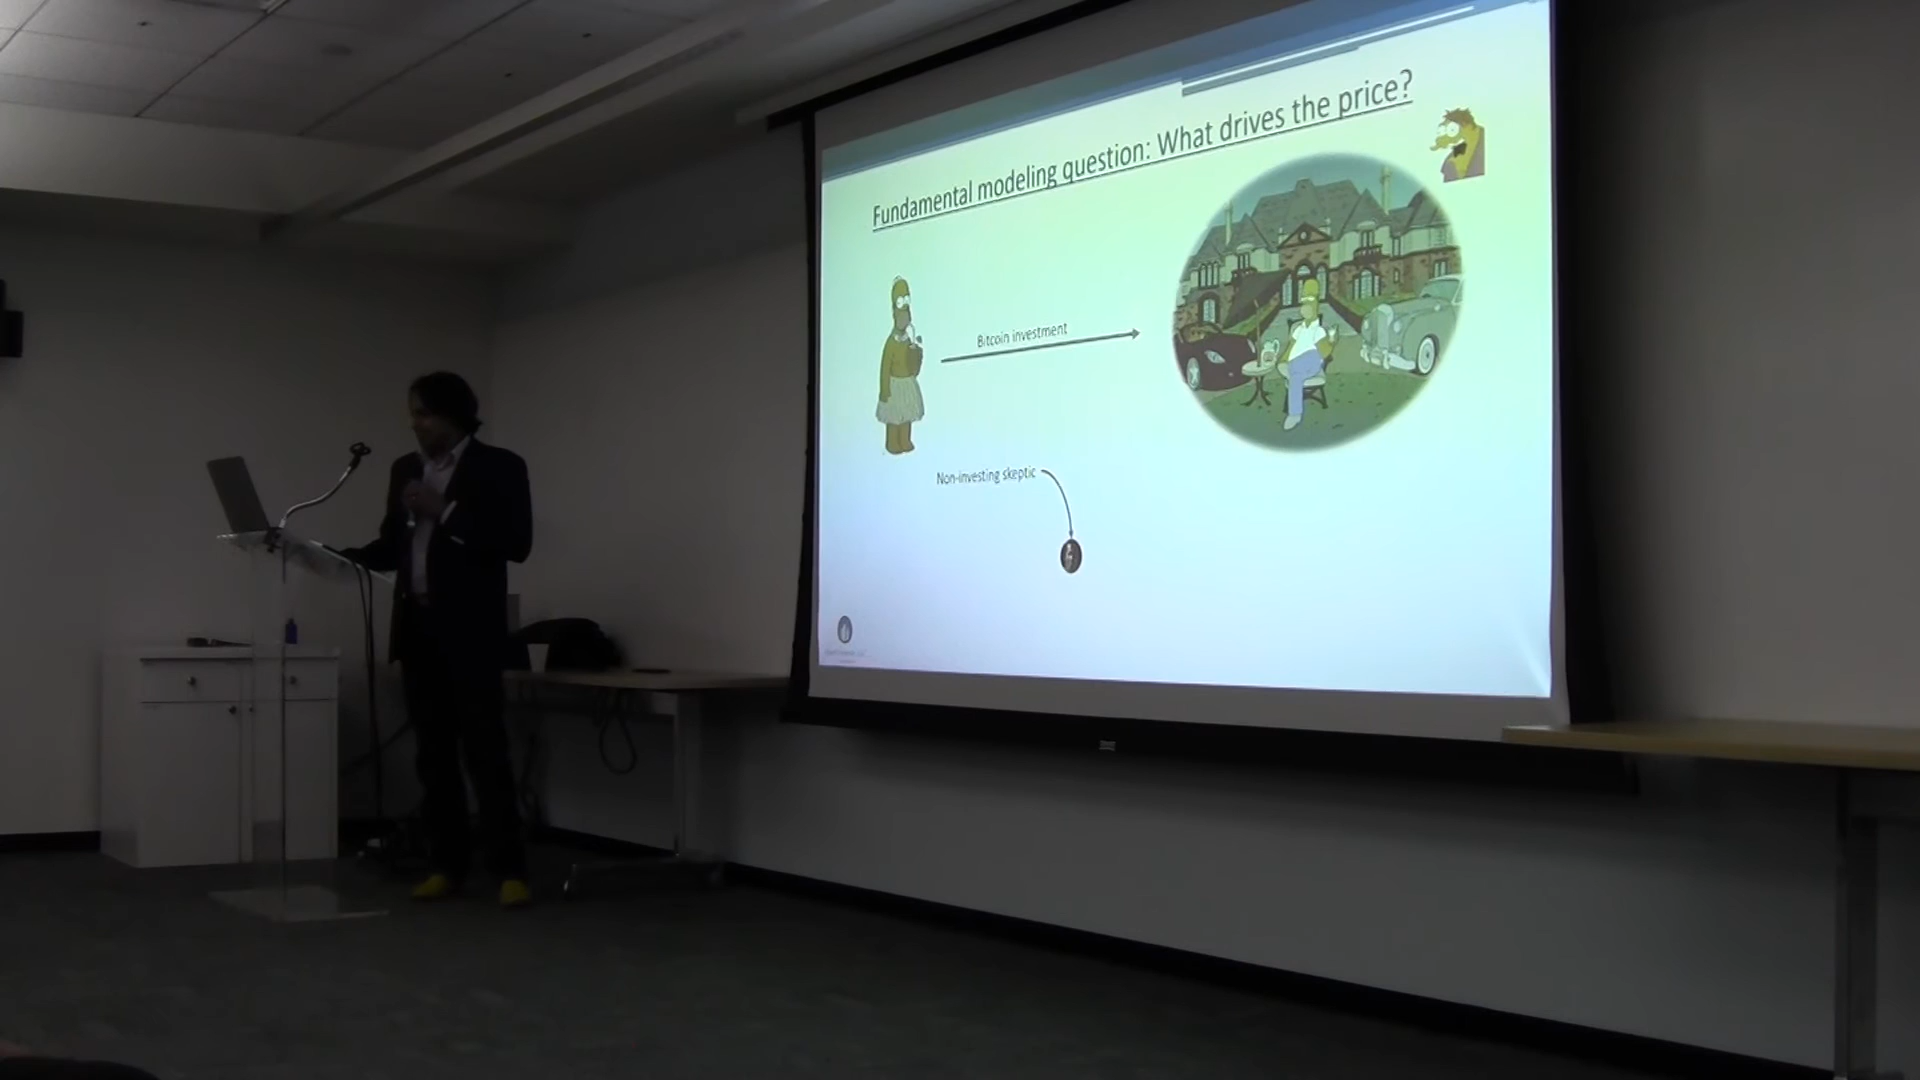 Fundamental modeling question: What drives the price?
Bitcoin investment
Non-investing skeptic